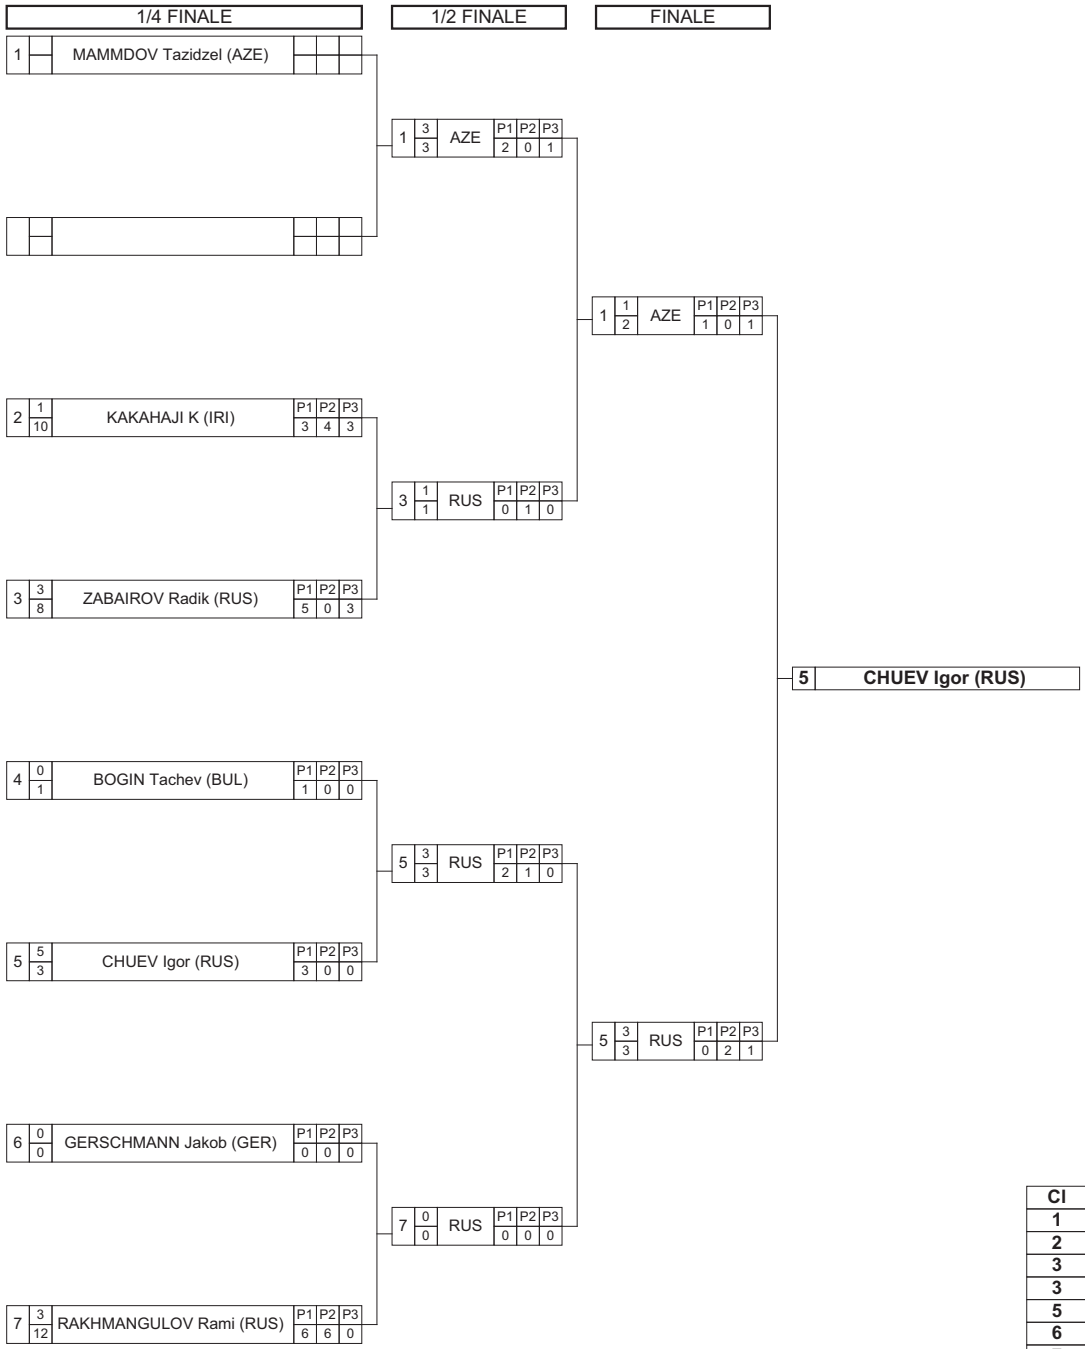 1/4 FINALE 1/2 FINALE FINALE
1 MAMMDOV Tazidzel (AZE)
1 3 3 AZE P1 P2 P3 2 0 1
1 1 2 AZE P1 P2 P3 1 0 1
2 1 10 KAKAHAJI K (IRI) P1 P2 P3 3 4 3
3 1 1 RUS P1 P2 P3 0 1 0
3 3 8 ZABAIROV Radik (RUS) P1 P2 P3 5 0 3
5 CHUEV Igor (RUS)
4 0 1 BOGIN Tachev (BUL) P1 P2 P3 1 0 0
5 3 3 RUS P1 P2 P3 2 1 0
5 5 3 CHUEV Igor (RUS) P1 P2 P3 3 0 0
5 3 3 RUS P1 P2 P3 0 2 1
6 0 0 GERSCHMANN Jakob (GER) P1 P2 P3 0 0 0
7 0 0 RUS P1 P2 P3 0 0 0
7 3 12 RAKHMANGULOV Rami (RUS) P1 P2 P3 6 6 0
Cl
1
2
3
3
5
6